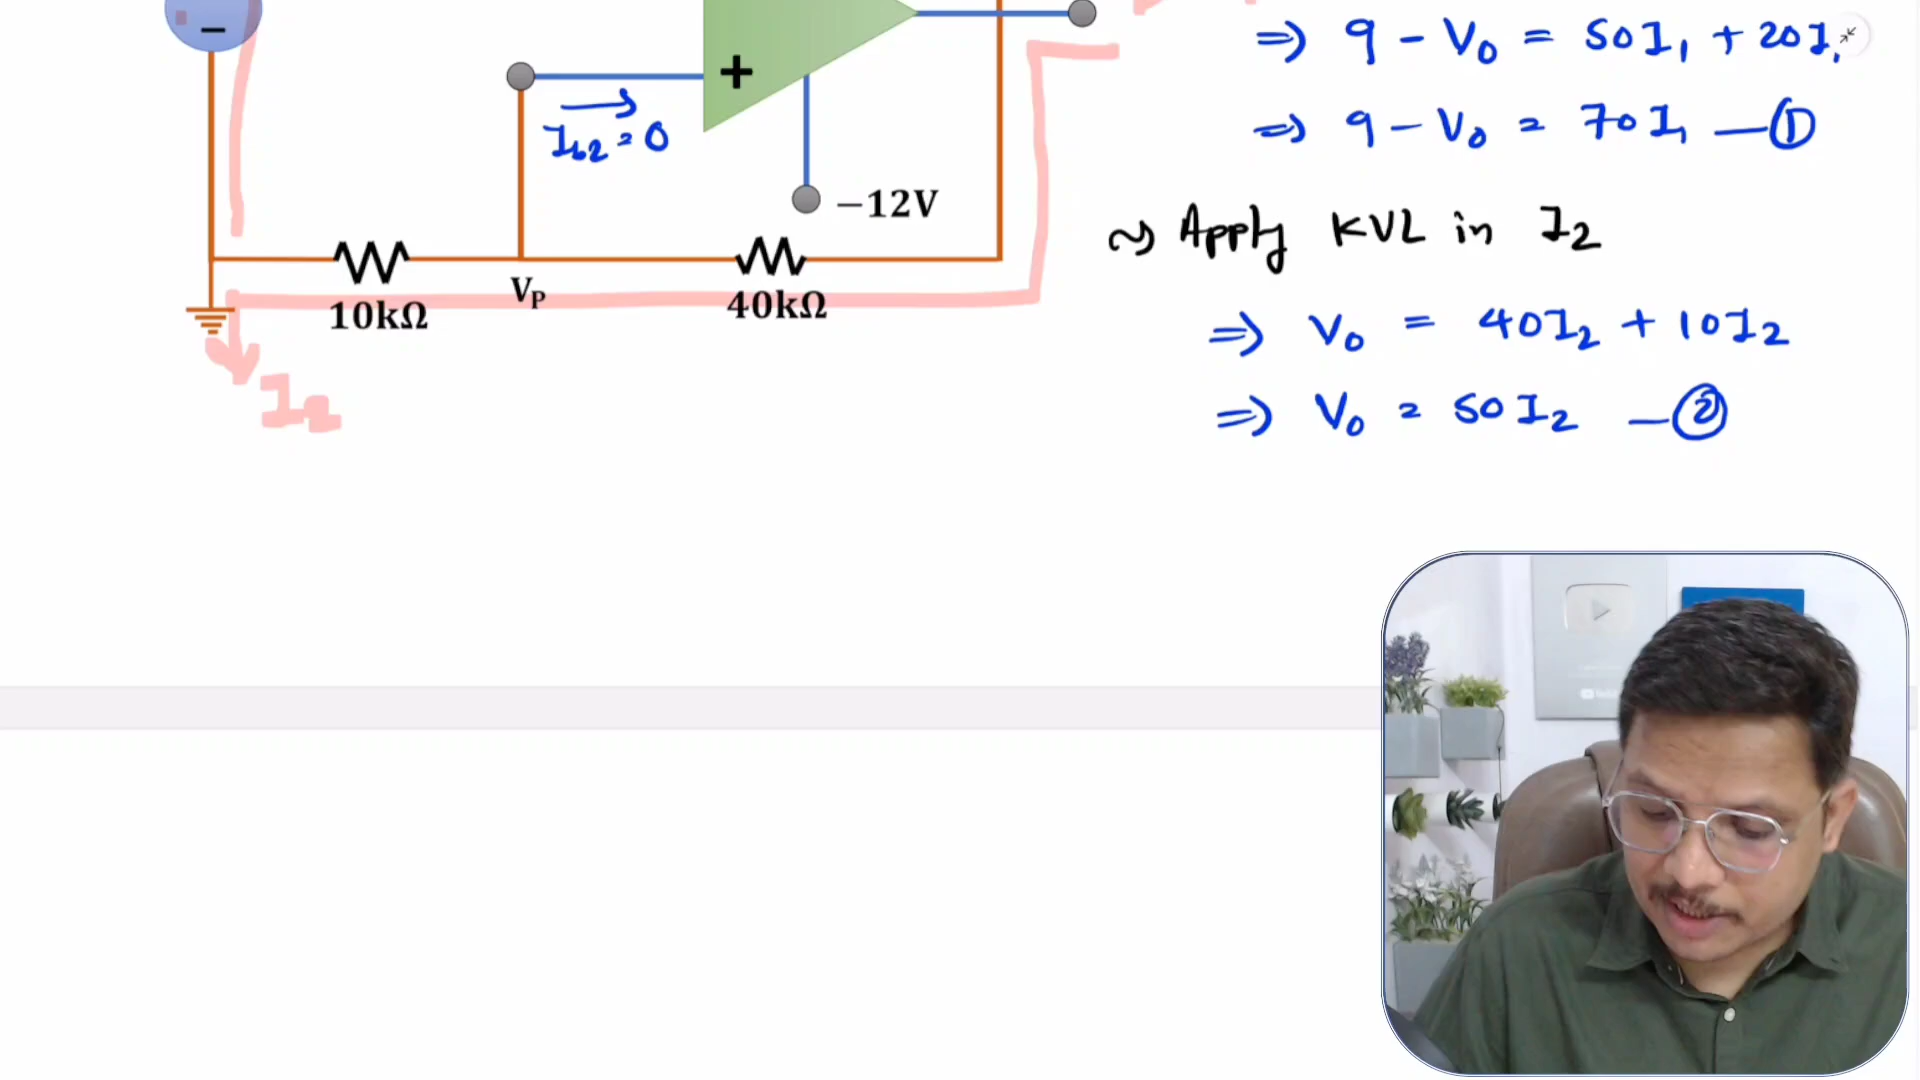 −
⇒ 9 - V₀ = 50I₁ + 20I₁
+
I_b2 = 0
⇒ 9 - V₀ = 70I₁ —①
−12V
~> Apply KVL in I₂
V_P
10kΩ
40kΩ
⇒ V₀ = 40I₂ + 10I₂
I₂
⇒ V₀ = 50I₂ —②